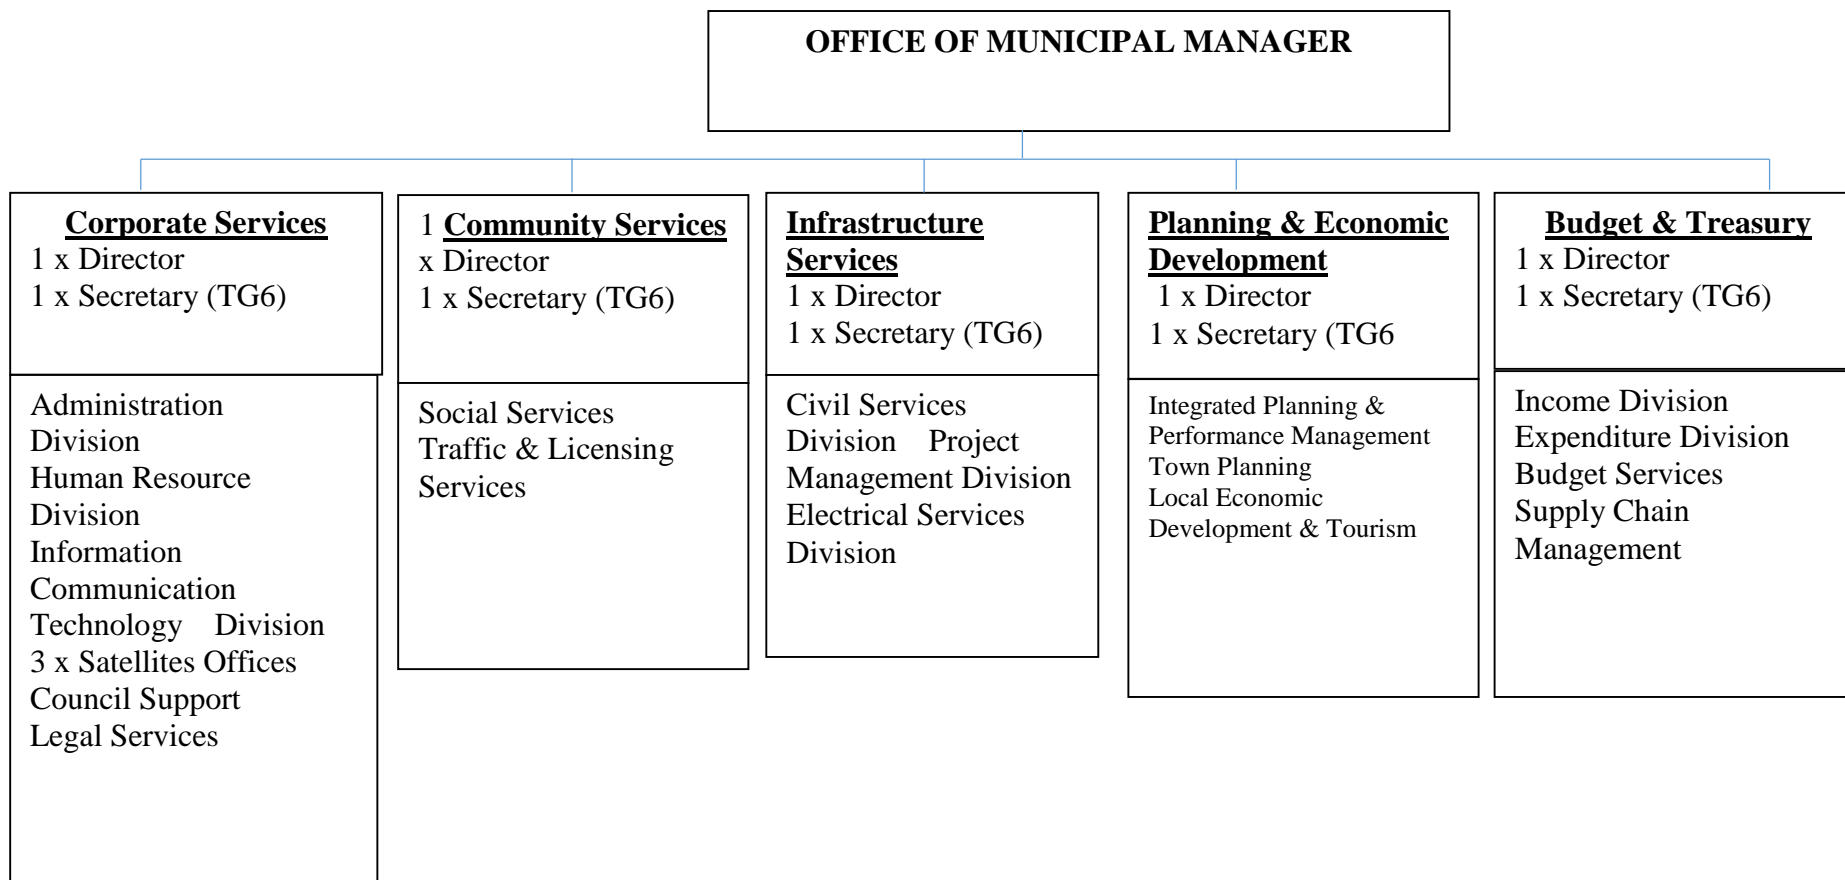 OFFICE OF MUNICIPAL MANAGER
Corporate Services
1 x Director
1 x Secretary (TG6)
Administration
Division
Human Resource
Division
Information
Communication
Technology Division
3 x Satellites Offices
Council Support
Legal Services
1 Community Services
x Director
1 x Secretary (TG6)
Social Services
Traffic & Licensing
Services
Infrastructure
Services
1 x Director
1 x Secretary (TG6)
Civil Services
Division Project
Management Division
Electrical Services
Division
Planning & Economic
Development
1 x Director
1 x Secretary (TG6
Integrated Planning &
Performance Management
Town Planning
Local Economic
Development & Tourism
Budget & Treasury
1 x Director
1 x Secretary (TG6)
Income Division
Expenditure Division
Budget Services
Supply Chain
Management